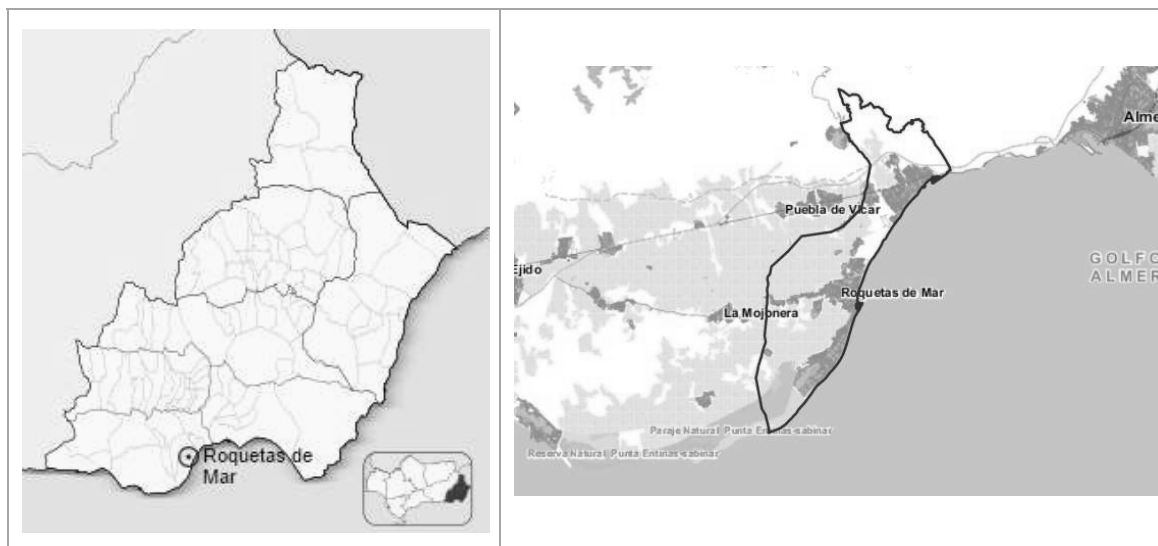 Roquetas de
Mar
Alme
Puebla de Vicar
GOLFO
ALMER
Ejido
Roquetas de Mar
La Mojonera
Paraje Natural Punta Entinas-sabinar
Reserva Natural Punta Entinas-sabinar